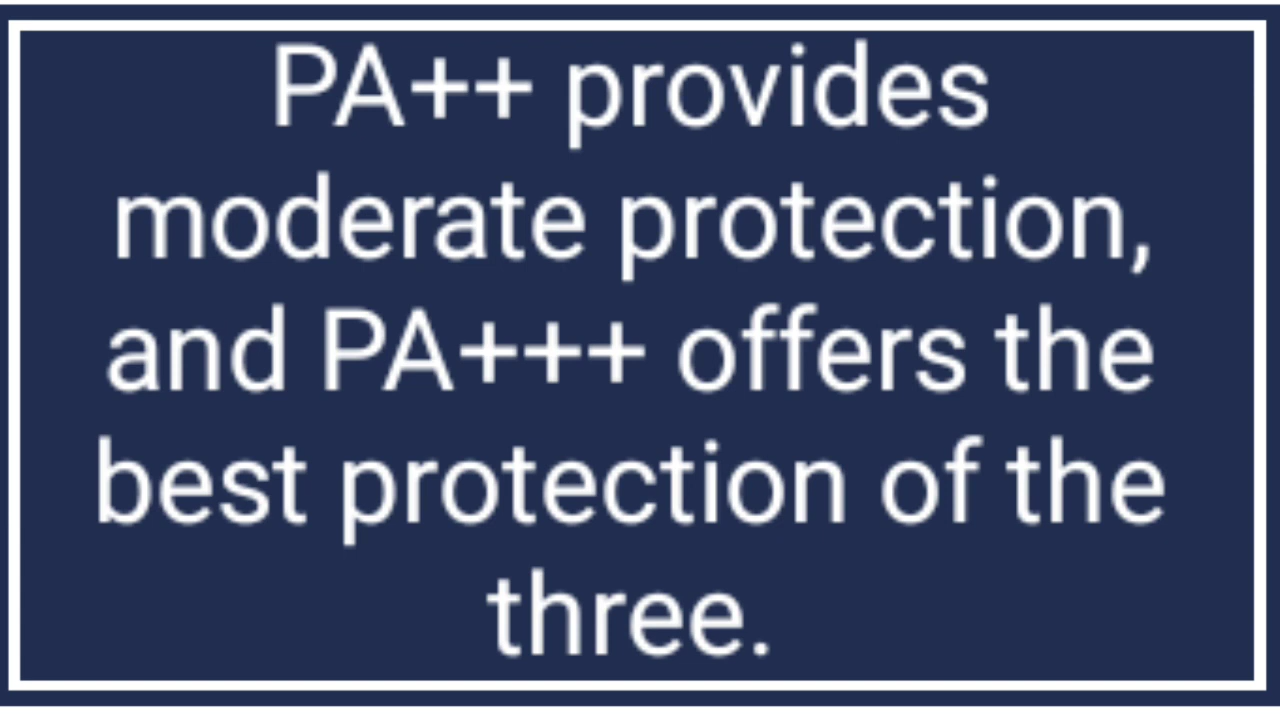 PA++ provides
moderate protection,
and PA+++ offers the
best protection of the
three.